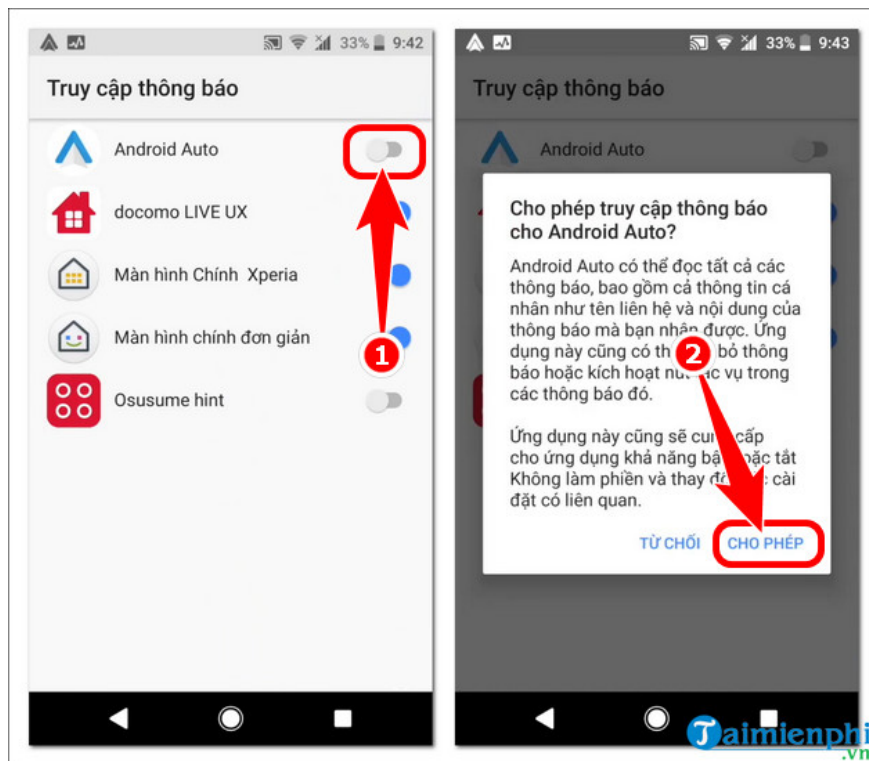 33% 9:42
Truy cập thông báo
Android Auto
docomo LIVE UX
Màn hình Chính Xperia
Màn hình chính đơn giản
Osusume hint
1
33% 9:43
Truy cập thông báo
Android Auto
Cho phép truy cập thông báo
cho Android Auto?
Android Auto có thể đọc tất cả các
thông báo, bao gồm cả thông tin cá
nhân như tên liên hệ và nội dung của
thông báo mà bạn nhận được. Ứng
dụng này cũng có bỏ thông
báo hoặc kích hoạt nút tác vụ trong
các thông báo đó.
Ứng dụng này cũng sẽ cung cấp
cho ứng dụng khả năng bật hoặc tắt
Không làm phiền và thay đổi cài
đặt có liên quan.
2
TỪ CHỐI CHO PHÉP
Taimienphi
.vn